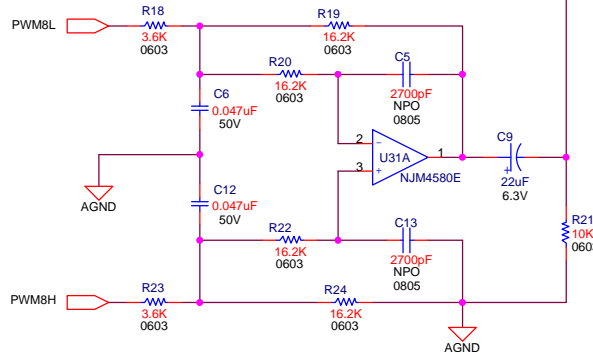 R18
R19
PWM8L
3.6K
0603
16.2K
0603
R20
C5
16.2K
0603
2700pF
NPO
0805
C6
0.047uF
50V
2
1
U31A
3
NJM4580E
C9
22uF
6.3V
AGND
C12
0.047uF
50V
R21
10K
0603
R22
C13
16.2K
0603
2700pF
NPO
0805
R23
R24
PWM8H
3.6K
0603
16.2K
0603
AGND